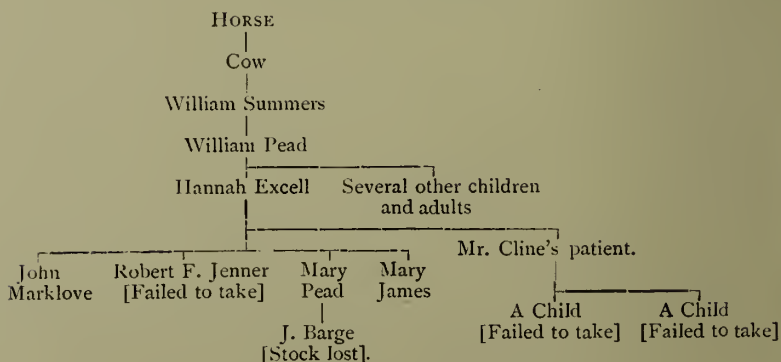 HORSE
Cow
William Summers
William Pead
Hannah Excell Several other children
and adults
Mr. Cline's patient.
John Robert F. Jenner Mary Mary
Marklove [Failed to take] Pead James
A Child A Child
[Failed to take] [Failed to take]
J. Barge
[Stock lost].